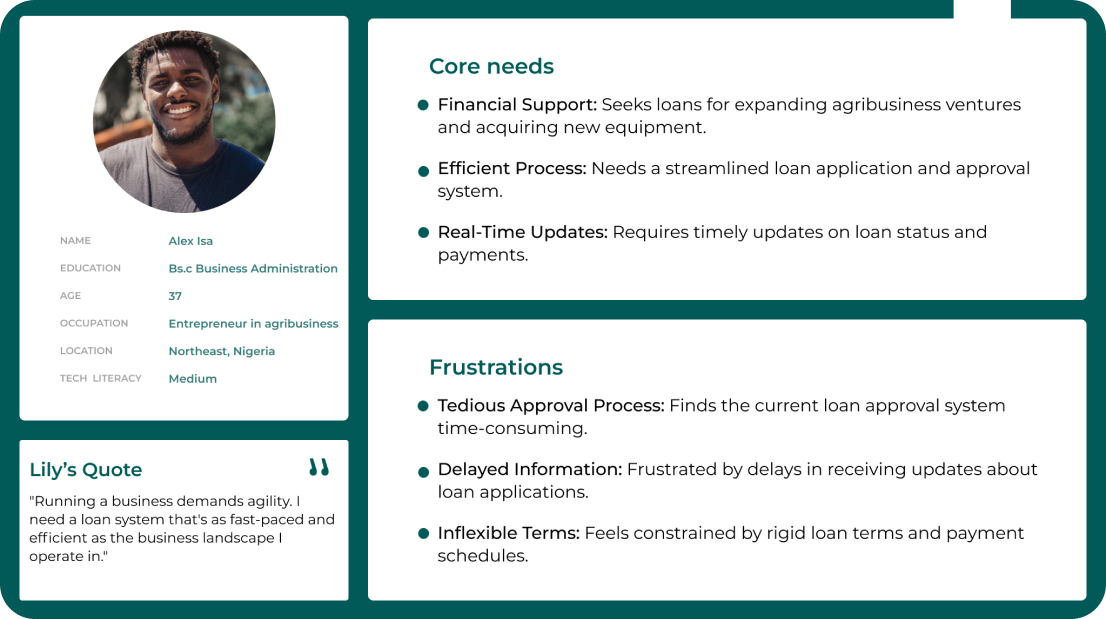 NAME Alex Isa
EDUCATION Bs.c Business Administration
AGE 37
OCCUPATION Entrepreneur in agribusiness
LOCATION Northeast, Nigeria
TECH LITERACY Medium
Lily’s Quote
"Running a business demands agility. I
need a loan system that's as fast-paced and
efficient as the business landscape I
operate in."
Core needs
Financial Support: Seeks loans for expanding agribusiness ventures
and acquiring new equipment.
Efficient Process: Needs a streamlined loan application and approval
system.
Real-Time Updates: Requires timely updates on loan status and
payments.
Frustrations
Tedious Approval Process: Finds the current loan approval system
time-consuming.
Delayed Information: Frustrated by delays in receiving updates about
loan applications.
Inflexible Terms: Feels constrained by rigid loan terms and payment
schedules.